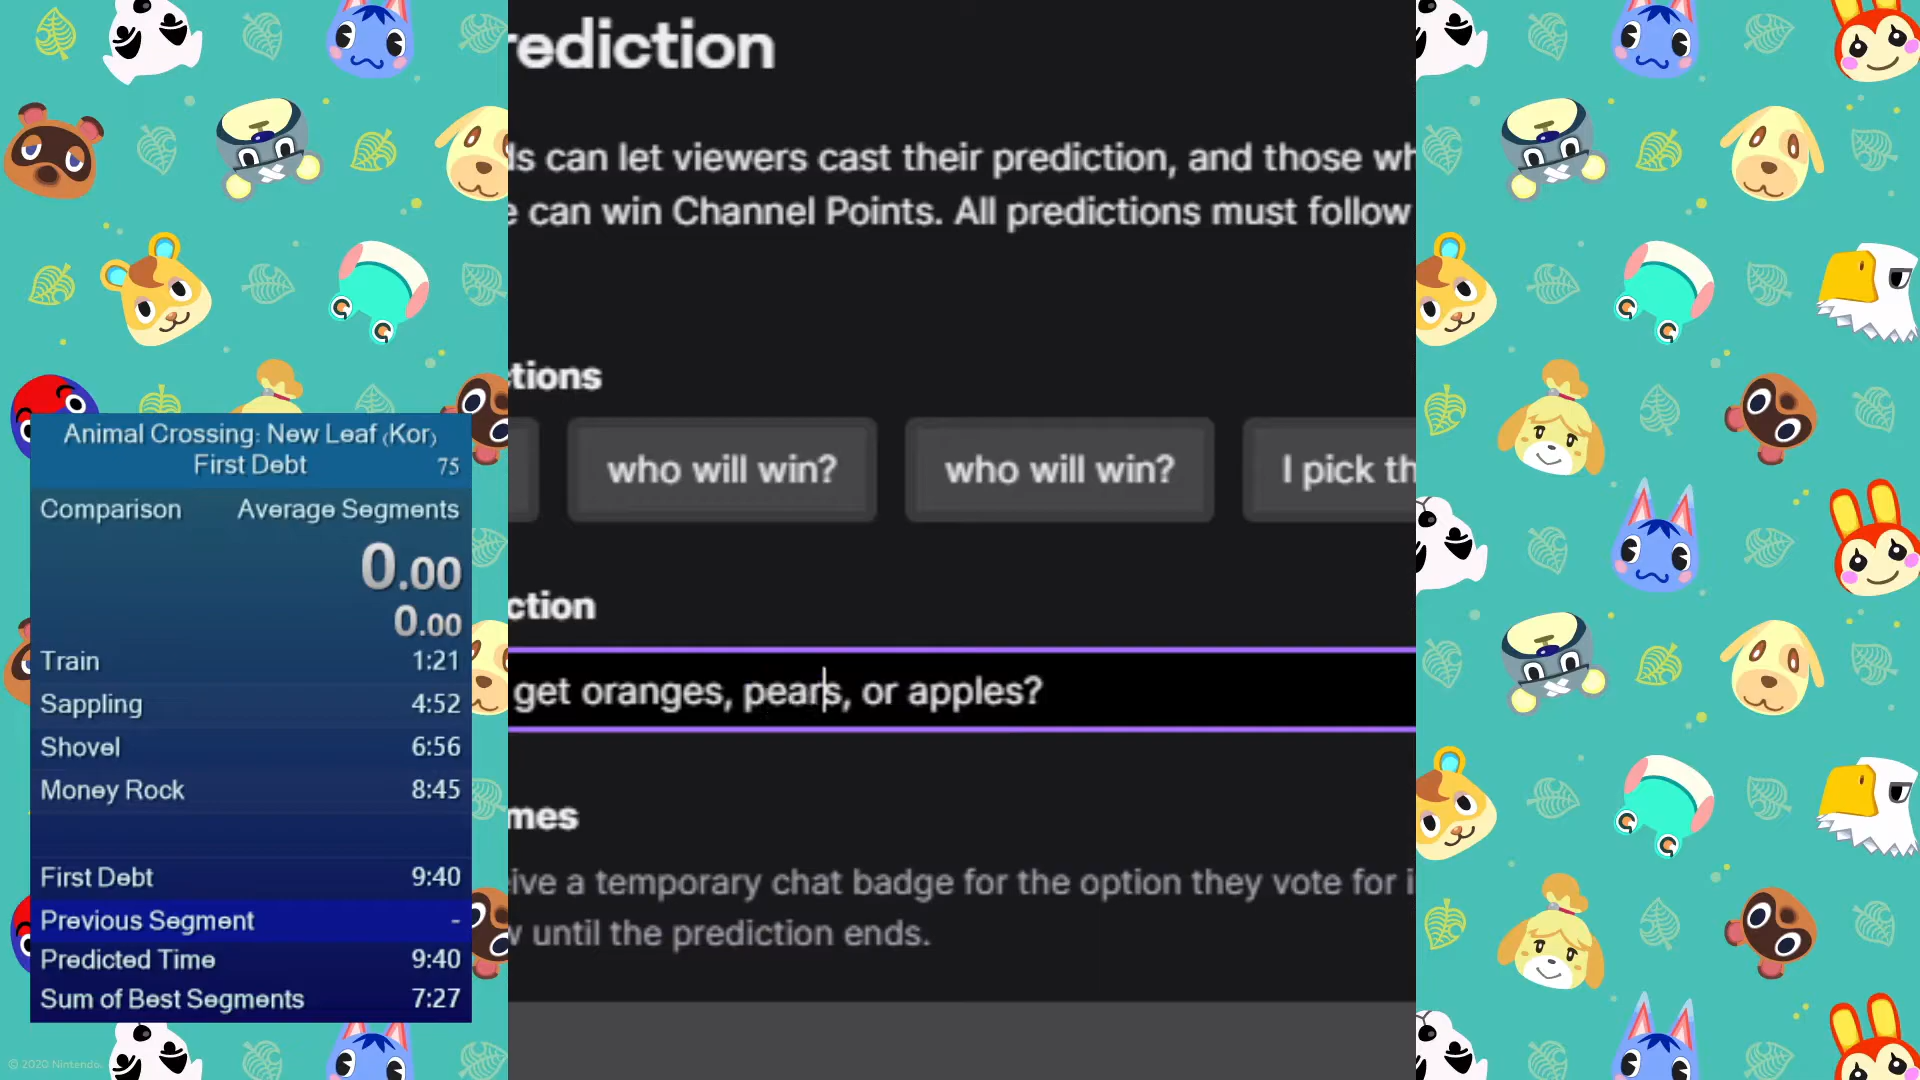 Animal Crossing: New Leaf (Kor)
First Debt 75
Comparison Average Segments
0.00
0.00
Train 1:21
Sappling 4:52
Shovel 6:56
Money Rock 8:45
First Debt 9:40
Previous Segment -
Predicted Time 9:40
Sum of Best Segments 7:27
© 2020 Nintendo
rediction
ls can let viewers cast their prediction, and those wh
e can win Channel Points. All predictions must follow
ctions
who will win? who will win? I pick th
ction
get oranges, pears, or apples?
mes
eive a temporary chat badge for the option they vote for i
w until the prediction ends.